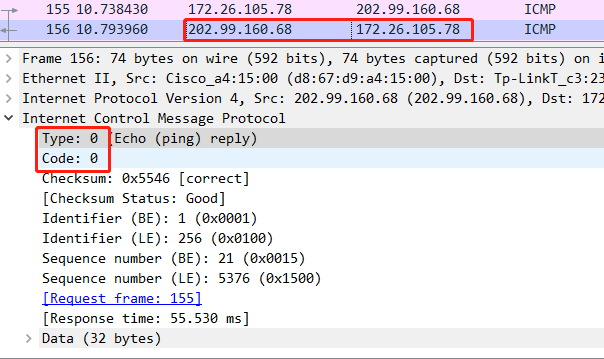 155 10.738430 172.26.105.78 202.99.160.68 ICMP
156 10.793960 202.99.160.68 172.26.105.78 ICMP
Frame 156: 74 bytes on wire (592 bits), 74 bytes captured (592 bits) on i
Ethernet II, Src: Cisco_a4:15:00 (d8:67:d9:a4:15:00), Dst: Tp-LinkT_c3:23
Internet Protocol Version 4, Src: 202.99.160.68 (202.99.160.68), Dst: 172
Internet Control Message Protocol
Type: 0 (Echo (ping) reply)
Code: 0
Checksum: 0x5546 [correct]
[Checksum Status: Good]
Identifier (BE): 1 (0x0001)
Identifier (LE): 256 (0x0100)
Sequence number (BE): 21 (0x0015)
Sequence number (LE): 5376 (0x1500)
[Request frame: 155]
[Response time: 55.530 ms]
Data (32 bytes)